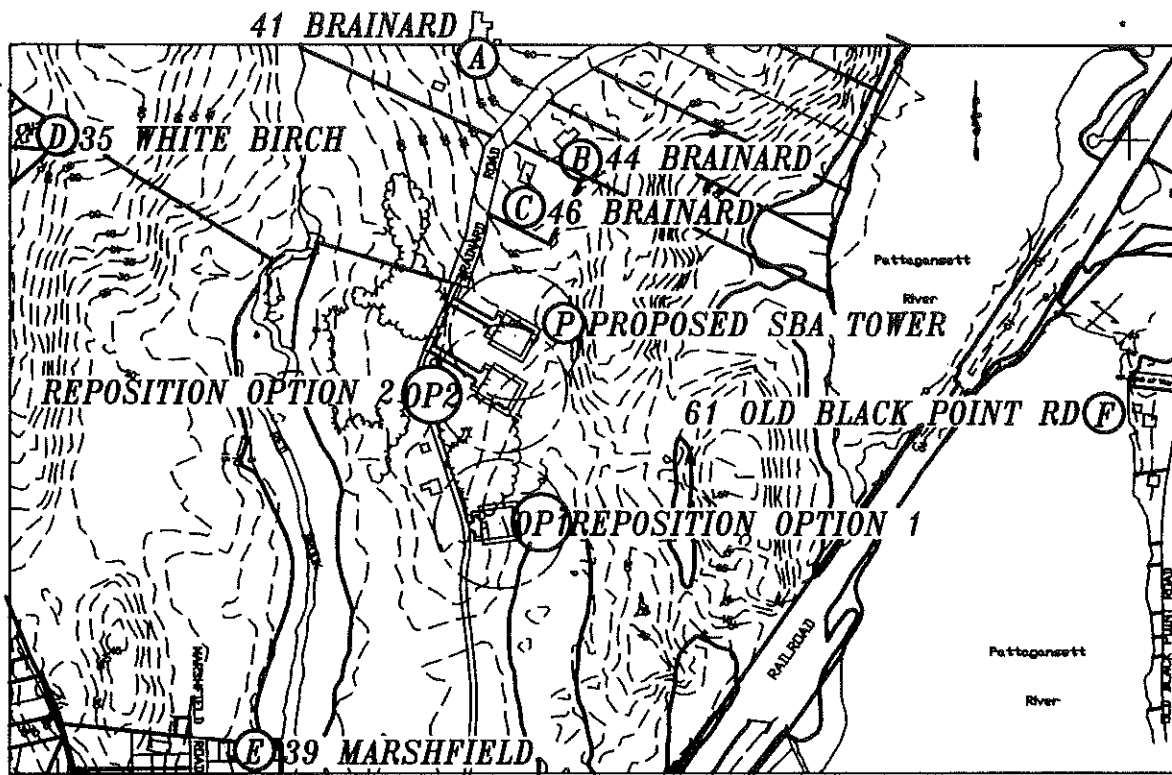 41 BRAINARD
A
D 35 WHITE BIRCH
ROAD
B 44 BRAINARD
C 46 BRAINARD
BRAINARD
Pattagansett
River
P PROPOSED SBA TOWER
REPOSITION OPTION 2 OP2
61 OLD BLACK POINT RD F
OP1 REPOSITION OPTION 1
RAILROAD
Pattagansett
River
OLD BLACK POINT ROAD
MARSHFIELD
ROAD
E 39 MARSHFIELD